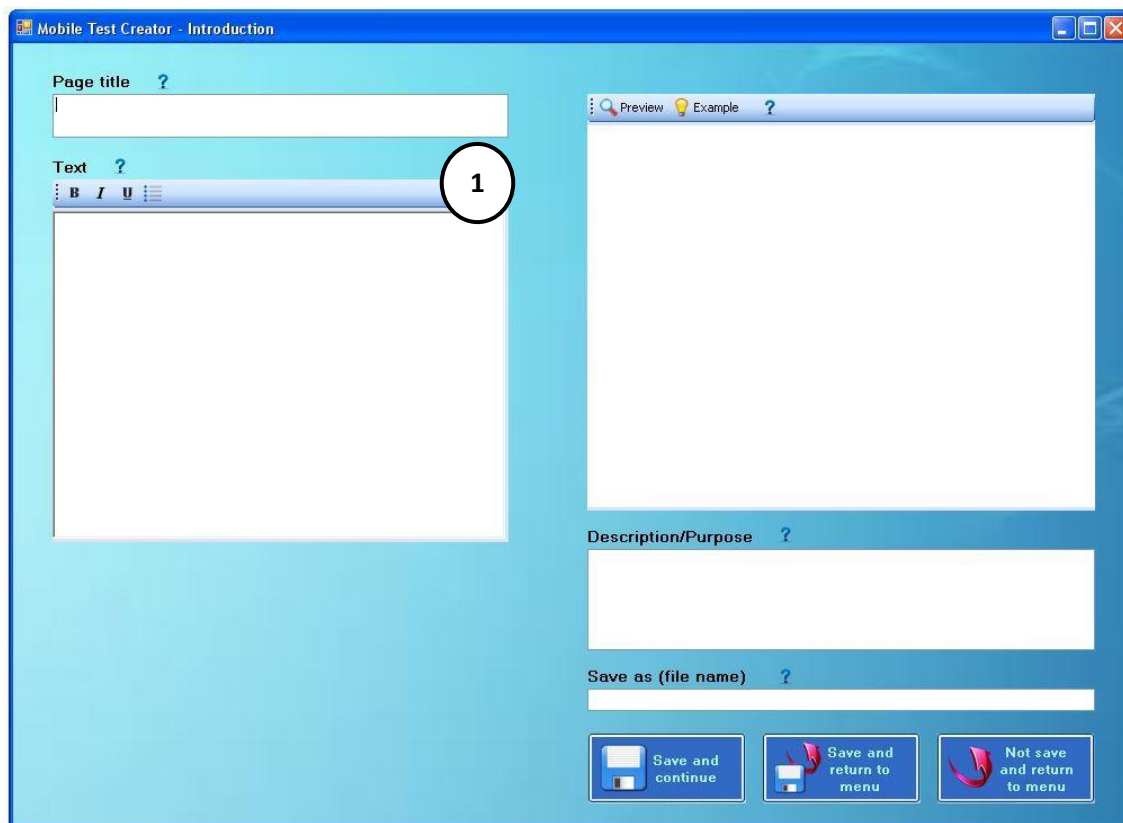 Mobile Test Creator - Introduction
Page title ?
Text ?
B I U
1
Preview Example ?
Description/Purpose ?
Save as (file name) ?
Save and
continue
Save and
return to
menu
Not save
and return
to menu